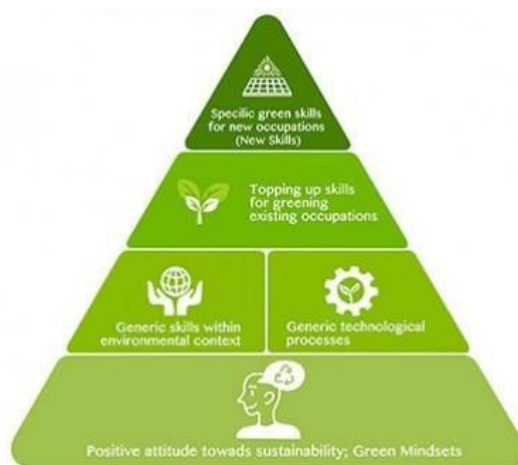 Specific green skills
for new occupations
(New Skills)
Topping up skills
for greening
existing occupations
Generic skills within
environmental context
Generic technological
processes
Positive attitude towards sustainability; Green Mindsets